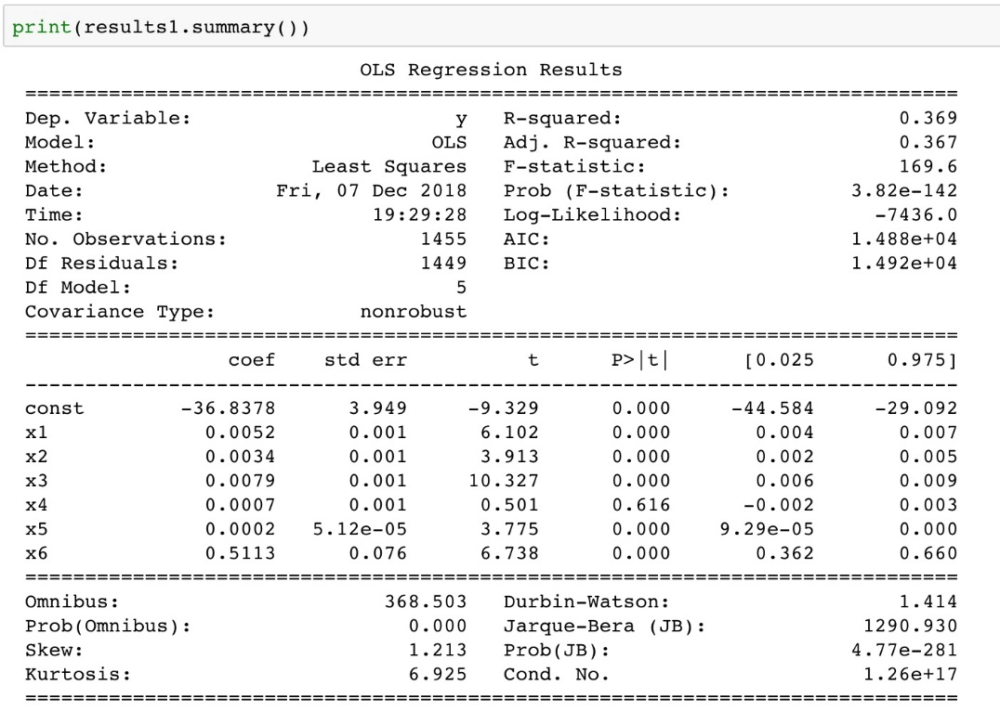 print(results1.summary())
OLS Regression Results
==============================================================================
Dep. Variable:                      y   R-squared:                       0.369
Model:                            OLS   Adj. R-squared:                  0.367
Method:                 Least Squares   F-statistic:                     169.6
Date:                Fri, 07 Dec 2018   Prob (F-statistic):          3.82e-142
Time:                        19:29:28   Log-Likelihood:                -7436.0
No. Observations:                1455   AIC:                         1.488e+04
Df Residuals:                    1449   BIC:                         1.492e+04
Df Model:                           5
Covariance Type:            nonrobust
==============================================================================
                 coef    std err          t      P>|t|      [0.025      0.975]
------------------------------------------------------------------------------
const        -36.8378      3.949     -9.329      0.000     -44.584     -29.092
x1             0.0052      0.001      6.102      0.000       0.004       0.007
x2             0.0034      0.001      3.913      0.000       0.002       0.005
x3             0.0079      0.001     10.327      0.000       0.006       0.009
x4             0.0007      0.001      0.501      0.616      -0.002       0.003
x5             0.0002   5.12e-05      3.775      0.000    9.29e-05       0.000
x6             0.5113      0.076      6.738      0.000       0.362       0.660
==============================================================================
Omnibus:                      368.503   Durbin-Watson:                   1.414
Prob(Omnibus):                  0.000   Jarque-Bera (JB):             1290.930
Skew:                           1.213   Prob(JB):                    4.77e-281
Kurtosis:                       6.925   Cond. No.                     1.26e+17
==============================================================================